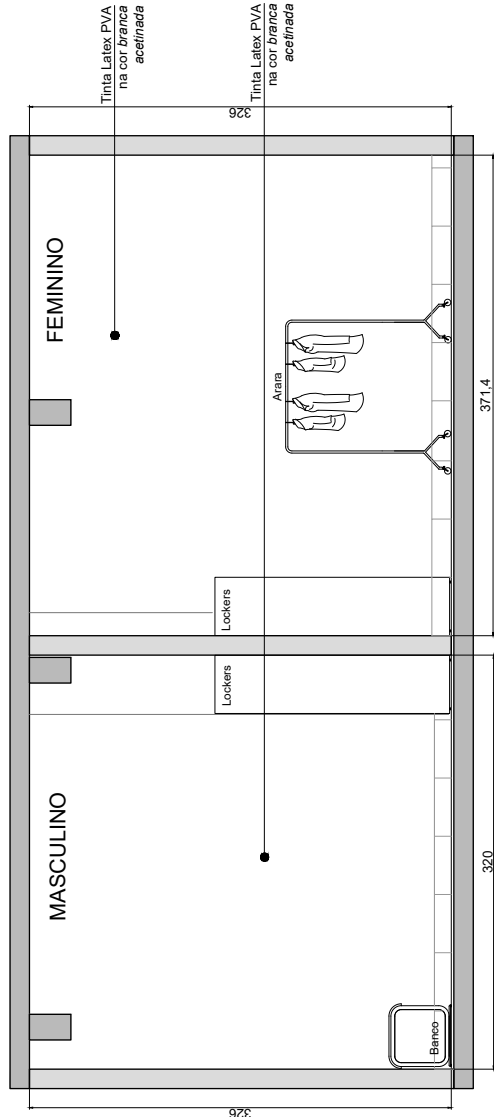 Tinta Latex PVA
na cor branca
acetinada
Tinta Latex PVA
na cor branca
acetinada
326
FEMININO
Arara
371,4
Lockers
Lockers
MASCULINO
320
Banco
326